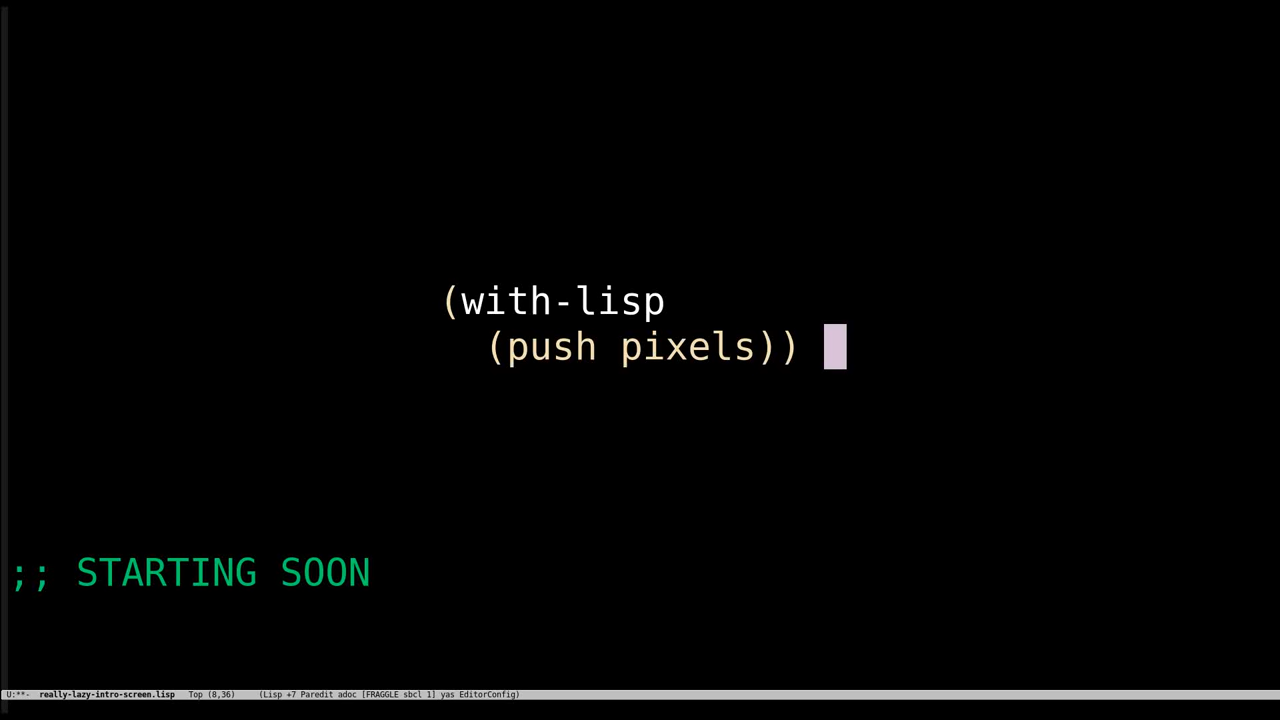 (with-lisp
(push pixels))
;; STARTING SOON
U:**- really-lazy-intro-screen.lisp Top (8,36) (Lisp +7 Paredit adoc [FRAGGLE sbcl 1] yas EditorConfig)